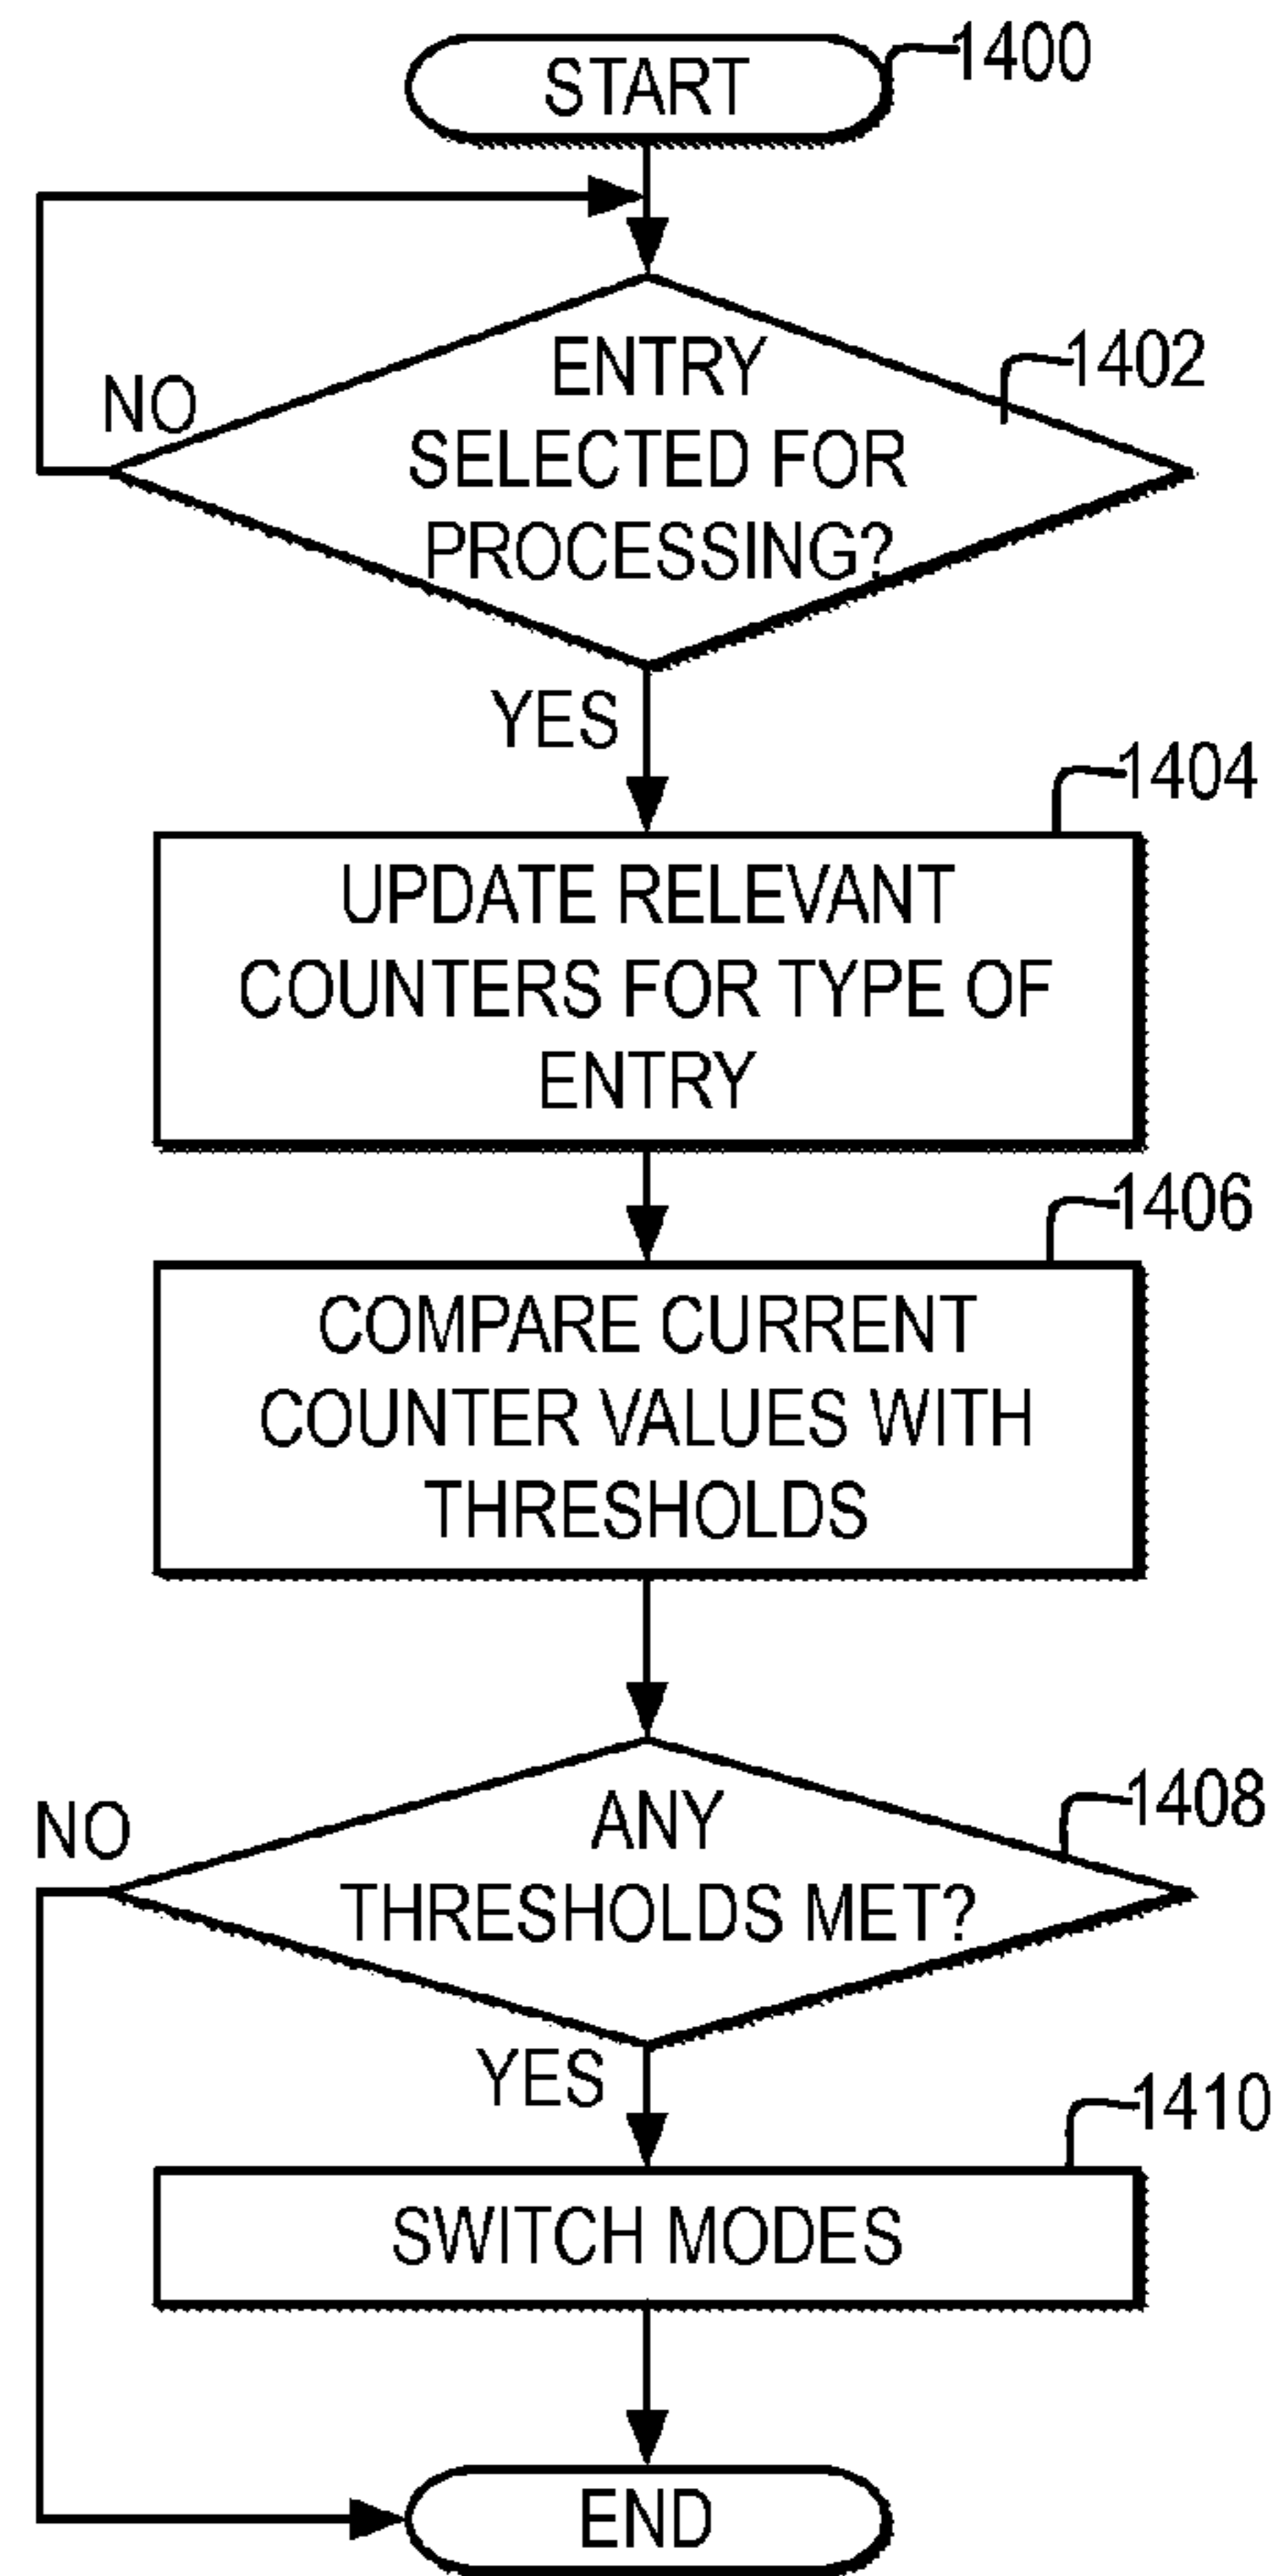 START
1400
ENTRY
SELECTED FOR
PROCESSING?
1402
NO
YES
1404
UPDATE RELEVANT
COUNTERS FOR TYPE OF
ENTRY
1406
COMPARE CURRENT
COUNTER VALUES WITH
THRESHOLDS
ANY
THRESHOLDS MET?
1408
NO
YES
1410
SWITCH MODES
END